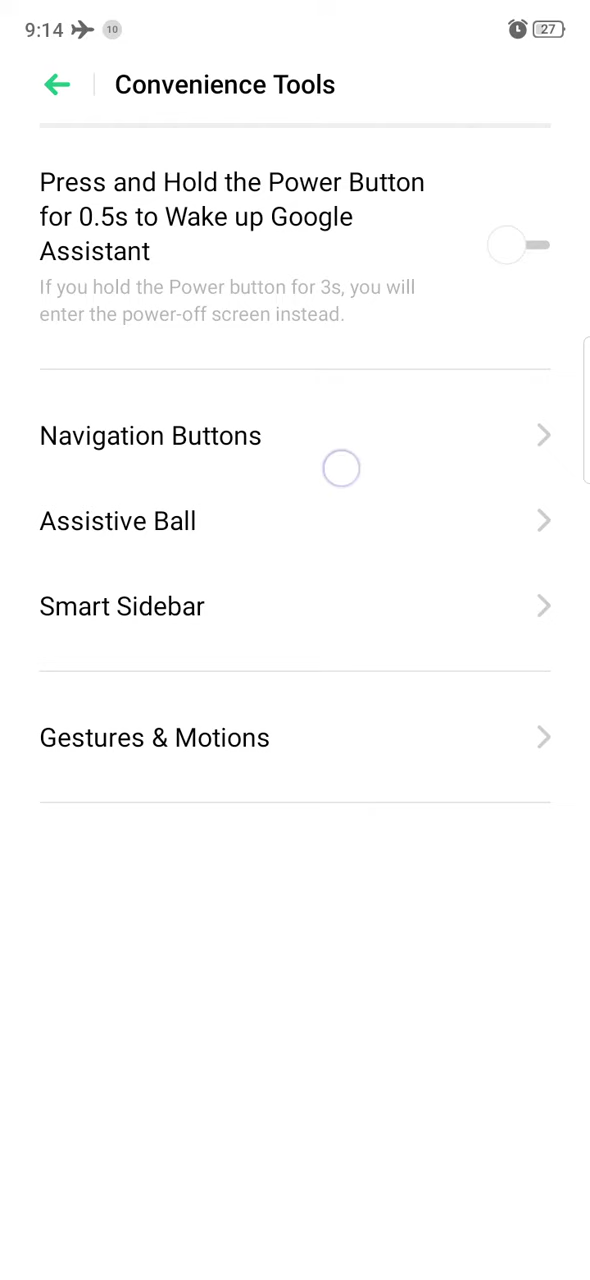 9:14 10 27
Convenience Tools
Press and Hold the Power Button
for 0.5s to Wake up Google
Assistant
If you hold the Power button for 3s, you will
enter the power-off screen instead.
Navigation Buttons
Assistive Ball
Smart Sidebar
Gestures & Motions